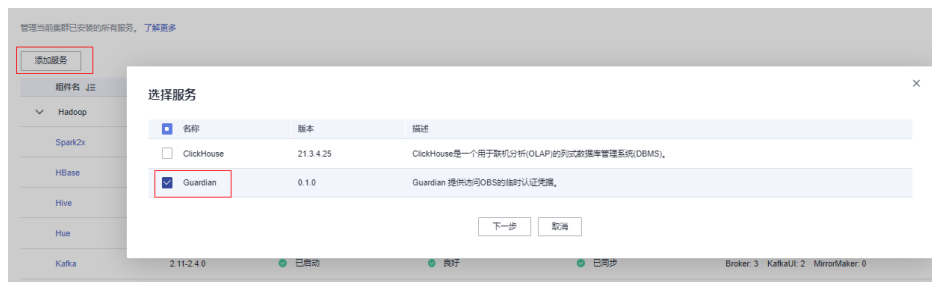 管理当前集群已安装的所有服务。 了解更多
添加服务
组件名
选择服务
Hadoop
名称 版本 描述
Spark2x
ClickHouse 21.3.4.25 ClickHouse是一个用于联机分析(OLAP)的列式数据库管理系统(DBMS)。
HBase
Guardian 0.1.0 Guardian 提供访问OBS的临时认证凭据。
Hive
Hue
下一步 取消
Kafka 2.11-2.4.0 已启动 良好 已同步 Broker: 3 KafkaUI: 2 MirrorMaker: 0